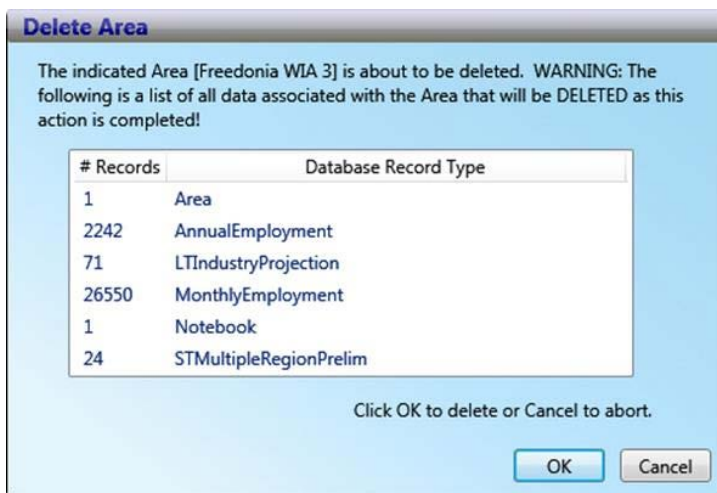 Delete Area
The indicated Area [Freedonia WIA 3] is about to be deleted.  WARNING: The
following is a list of all data associated with the Area that will be DELETED as this
action is completed!
# Records Database Record Type
1 Area
2242 AnnualEmployment
71 LTIndustryProjection
26550 MonthlyEmployment
1 Notebook
24 STMultipleRegionPrelim
Click OK to delete or Cancel to abort.
OK Cancel